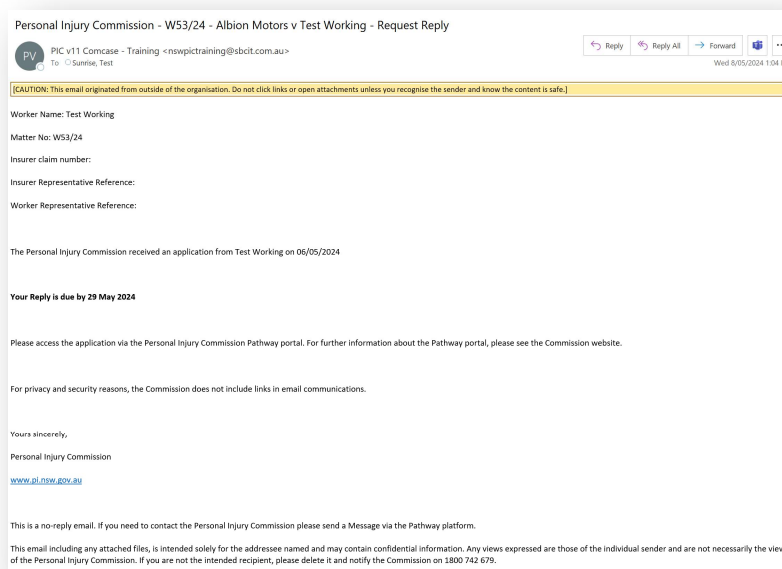 Personal Injury Commission - W53/24 - Albion Motors v Test Working - Request Reply
PV
PIC v11 Comcase - Training <nswpictraining@sbcit.com.au>
To Sunrise, Test
Reply
Reply All
Forward
Wed 8/05/2024 1:04
[CAUTION: This email originated from outside of the organisation. Do not click links or open attachments unless you recognise the sender and know the content is safe.]
Worker Name: Test Working
Matter No: W53/24
Insurer claim number:
Insurer Representative Reference:
Worker Representative Reference:
The Personal Injury Commission received an application from Test Working on 06/05/2024
Your Reply is due by 29 May 2024
Please access the application via the Personal Injury Commission Pathway portal. For further information about the Pathway portal, please see the Commission website.
For privacy and security reasons, the Commission does not include links in email communications.
Yours sincerely,
Personal Injury Commission
www.pi.nsw.gov.au
This is a no-reply email. If you need to contact the Personal Injury Commission please send a Message via the Pathway platform.
This email including any attached files, is intended solely for the addressee named and may contain confidential information. Any views expressed are those of the individual sender and are not necessarily the
of the Personal Injury Commission. If you are not the intended recipient, please delete it and notify the Commission on 1800 742 679.